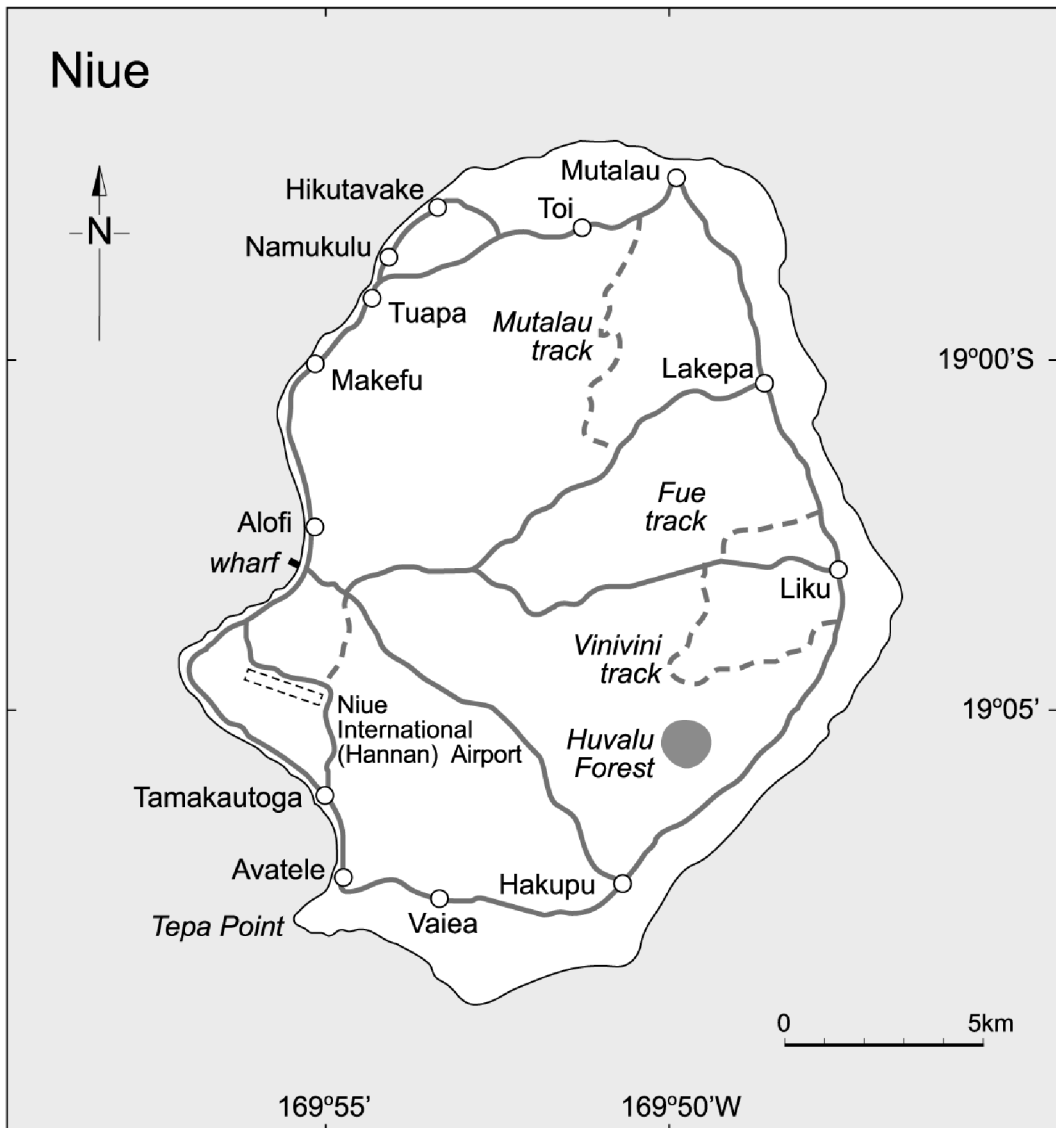 Niue
N
Mutalau
Hikutavake
Toi
Namukulu
Tuapa
Mutalau
track
19º00'S
Lakepa
Makefu
Fue
track
Alofi
wharf
Liku
Vinivini
track
Niue
International
(Hannan) Airport
19º05'
Huvalu
Forest
Tamakautoga
Avatele
Hakupu
Tepa Point
Vaiea
0 5km
169º55' 169º50'W